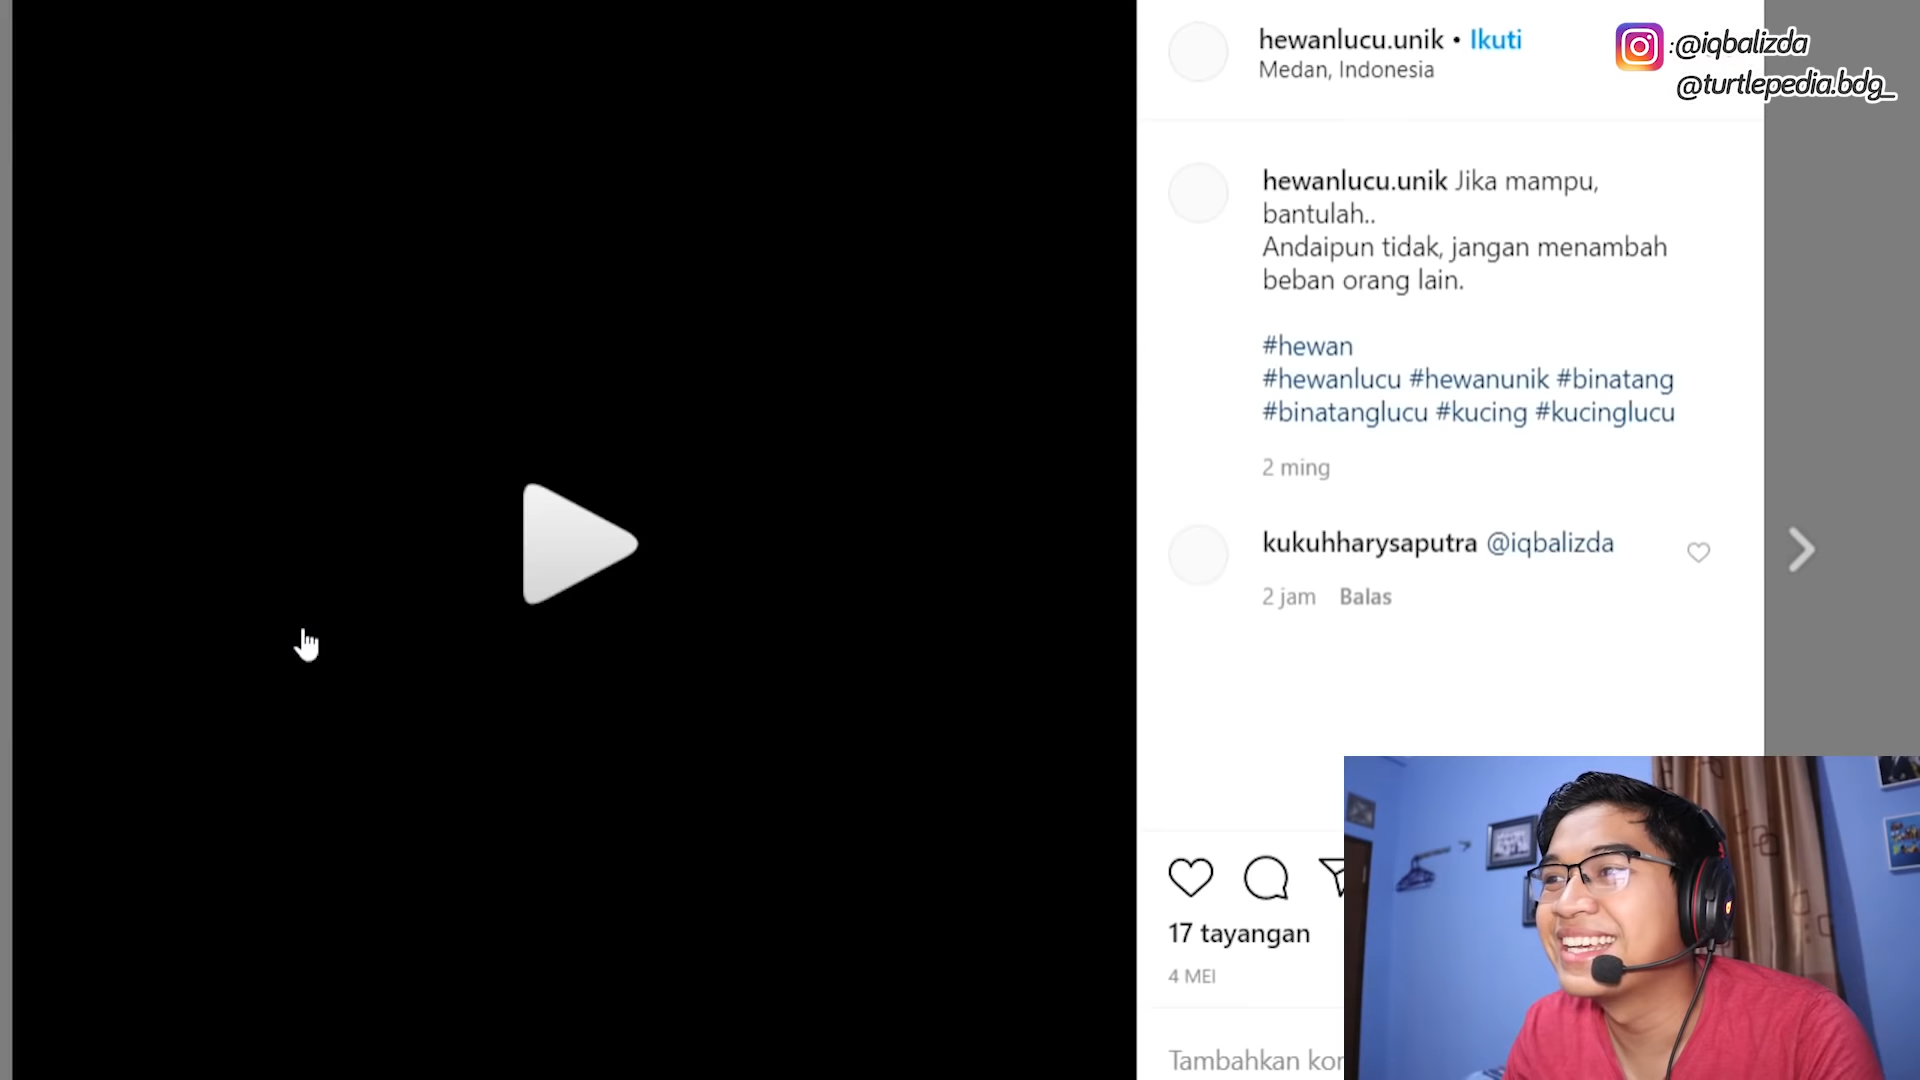 hewanlucu.unik • Ikuti
Medan, Indonesia
:@iqbalizda
@turtlepedia.bdg_
hewanlucu.unik Jika mampu,
bantulah..
Andaipun tidak, jangan menambah
beban orang lain.
#hewan
#hewanlucu #hewanunik #binatang
#binatanglucu #kucing #kucinglucu
2 ming
kukuhharysaputra @iqbalizda
2 jam Balas
17 tayangan
4 MEI
Tambahkan kor